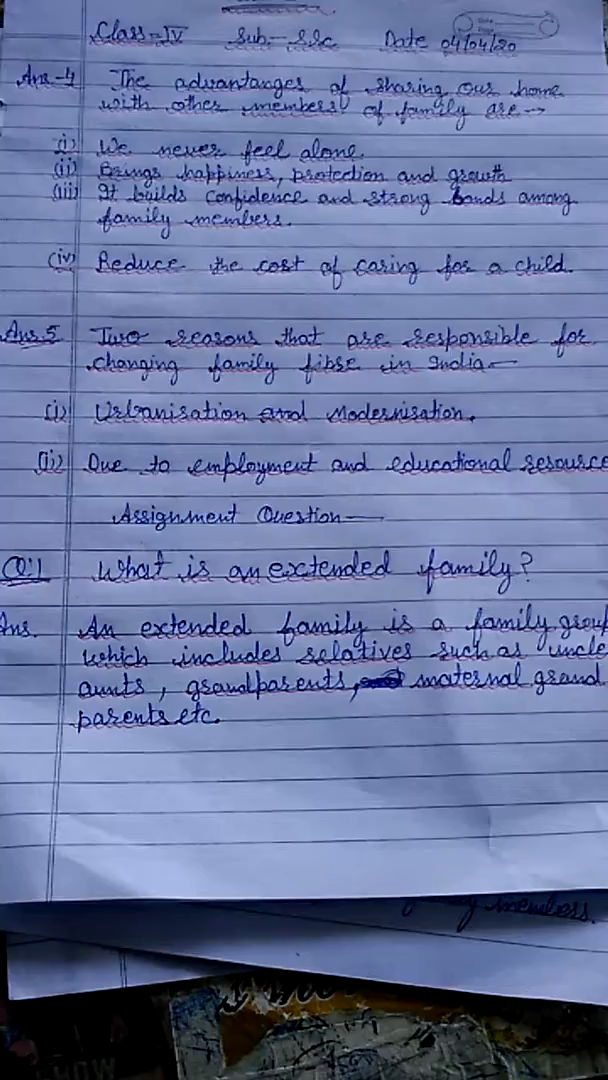 Class-IV Sub.- S.Sc Date 04/04/20
Ans-4 The advantanges of sharing our home
with other members of family are -
(i) We never feel alone.
(ii) Brings happiness, protection and growth
(iii) It builds confidence and strong bonds among
family members.
(iv) Reduce the cost of caring for a child.
Ans 5 Two reasons that are responsible for
changing family fibre in India -
(i) Urbanisation and Modernisation.
(ii) Due to employment and educational resource
Assignment Question -
Q:1 What is an extended family?
Ans. An extended family is a family group
which includes relatives such as uncle
aunts, grandparents, maternal grand
parents etc.
members.